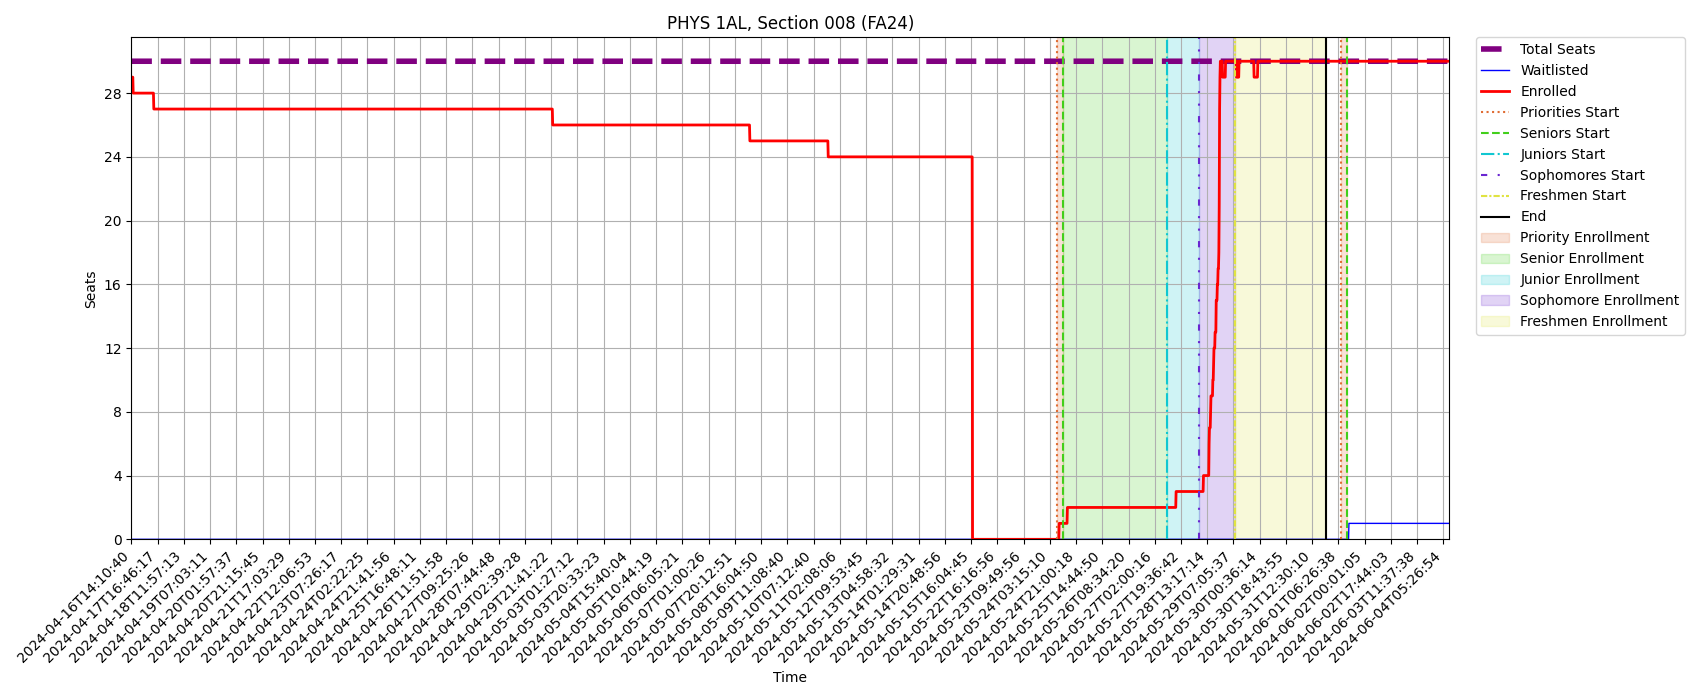 PHYS 1AL, Section 008 (FA24)
Seats
28
24
20
16
12
8
4
0
2024-04-16T14:10:40
2024-04-17T16:46:17
2024-04-18T11:57:13
2024-04-19T07:03:11
2024-04-20T01:57:37
2024-04-20T21:15:45
2024-04-21T17:03:29
2024-04-22T12:06:53
2024-04-23T07:26:17
2024-04-24T02:22:25
2024-04-24T21:41:56
2024-04-25T16:48:11
2024-04-26T11:51:58
2024-04-27T09:25:26
2024-04-28T07:44:48
2024-04-29T02:39:28
2024-04-29T21:41:22
2024-05-03T01:27:12
2024-05-03T20:33:23
2024-05-04T15:40:04
2024-05-05T10:44:19
2024-05-06T06:05:21
2024-05-07T01:00:26
2024-05-07T20:12:51
2024-05-08T16:04:50
2024-05-09T11:08:40
2024-05-10T07:12:40
2024-05-11T02:08:06
2024-05-12T09:53:45
2024-05-13T04:58:32
2024-05-14T01:29:31
2024-05-14T20:48:56
2024-05-15T16:04:45
2024-05-22T16:16:56
2024-05-23T09:49:56
2024-05-24T03:15:10
2024-05-24T21:00:18
2024-05-25T14:44:50
2024-05-26T08:34:20
2024-05-27T02:00:16
2024-05-27T19:36:42
2024-05-28T13:17:14
2024-05-29T07:05:37
2024-05-30T00:36:14
2024-05-30T18:43:55
2024-05-31T12:30:10
2024-06-01T06:26:38
2024-06-02T00:01:05
2024-06-02T17:44:03
2024-06-03T11:37:38
2024-06-04T05:26:54
Time
Total Seats
Waitlisted
Enrolled
Priorities Start
Seniors Start
Juniors Start
Sophomores Start
Freshmen Start
End
Priority Enrollment
Senior Enrollment
Junior Enrollment
Sophomore Enrollment
Freshmen Enrollment